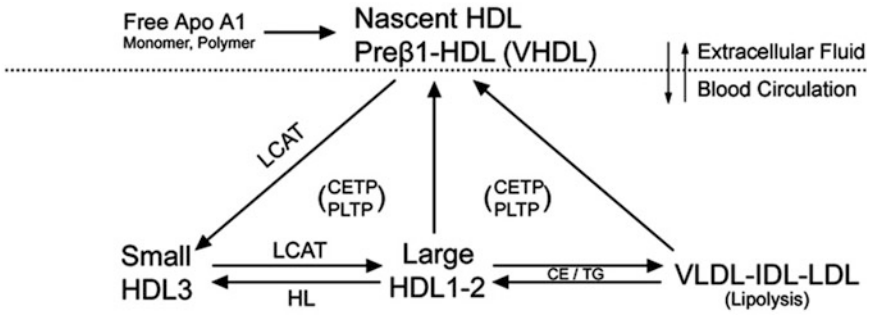 Free Apo A1
Monomer, Polymer
Nascent HDL
Preβ1-HDL (VHDL)
Extracellular Fluid
Blood Circulation
LCAT
(CETP
PLTP)
(CETP
PLTP)
Small
HDL3
LCAT
HL
Large
HDL1-2
CE / TG
VLDL-IDL-LDL
(Lipolysis)